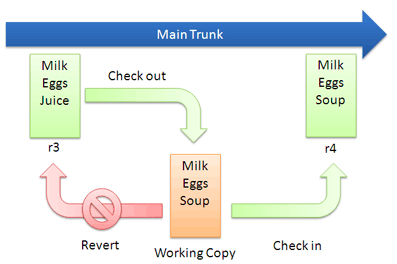 Main Trunk
Milk
Eggs
Juice
r3
Check out
Milk
Eggs
Soup
r4
Milk
Eggs
Soup
Working Copy
Revert
Check in